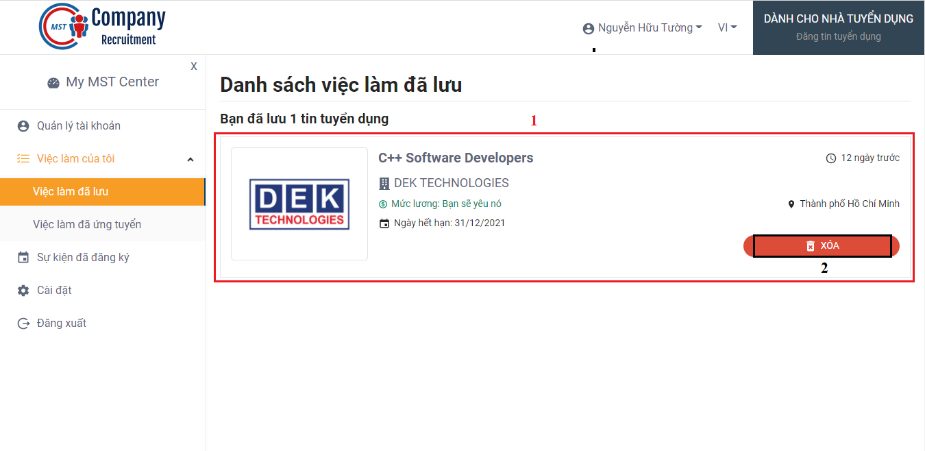 MST
Company
Recruitment
Nguyễn Hữu Tường
VI
DÀNH CHO NHÀ TUYỂN DỤNG
Đăng tin tuyển dụng
X
My MST Center
Quản lý tài khoản
Việc làm của tôi
Việc làm đã lưu
Việc làm đã ứng tuyển
Sự kiện đã đăng ký
Cài đặt
Đăng xuất
Danh sách việc làm đã lưu
Bạn đã lưu 1 tin tuyển dụng
1
C++ Software Developers
12 ngày trước
DEK TECHNOLOGIES
Mức lương: Bạn sẽ yêu nó
Thành phố Hồ Chí Minh
Ngày hết hạn: 31/12/2021
DEK
TECHNOLOGIES
XÓA
2